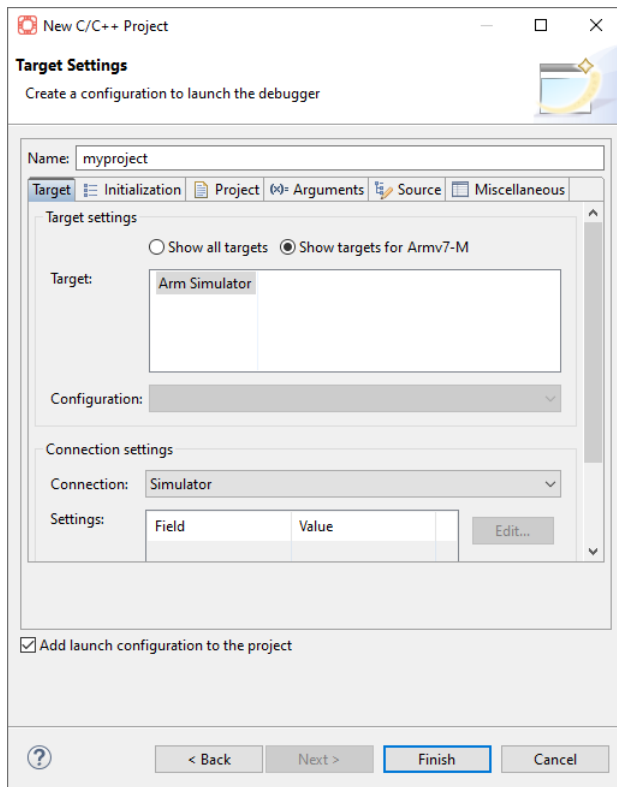 New C/C++ Project
Target Settings
Create a configuration to launch the debugger
Name: myproject
Target Initialization Project (x)= Arguments Source Miscellaneous
Target settings
Show all targets Show targets for Armv7-M
Target: Arm Simulator
Configuration:
Connection settings
Connection: Simulator
Settings: Field Value Edit...
Add launch configuration to the project
? < Back Next > Finish Cancel